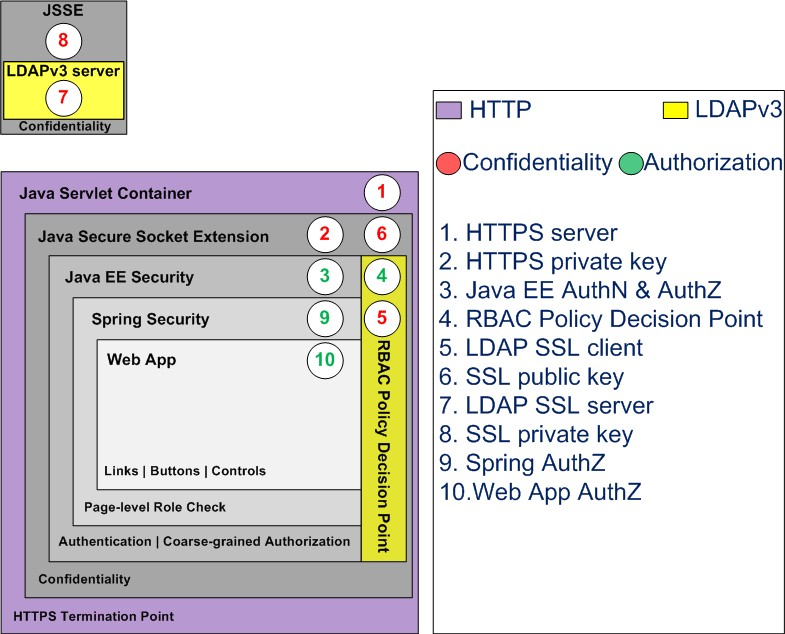 JSSE
8
LDAPv3 server
7
Confidentiality
Java Servlet Container
1
Java Secure Socket Extension
2
6
Java EE Security
3
4
Spring Security
9
5
Web App
10
RBAC Policy Decision Point
Links | Buttons | Controls
Page-level Role Check
Authentication | Coarse-grained Authorization
Confidentiality
HTTPS Termination Point
HTTP
LDAPv3
Confidentiality
Authorization
1. HTTPS server
2. HTTPS private key
3. Java EE AuthN & AuthZ
4. RBAC Policy Decision Point
5. LDAP SSL client
6. SSL public key
7. LDAP SSL server
8. SSL private key
9. Spring AuthZ
10.Web App AuthZ